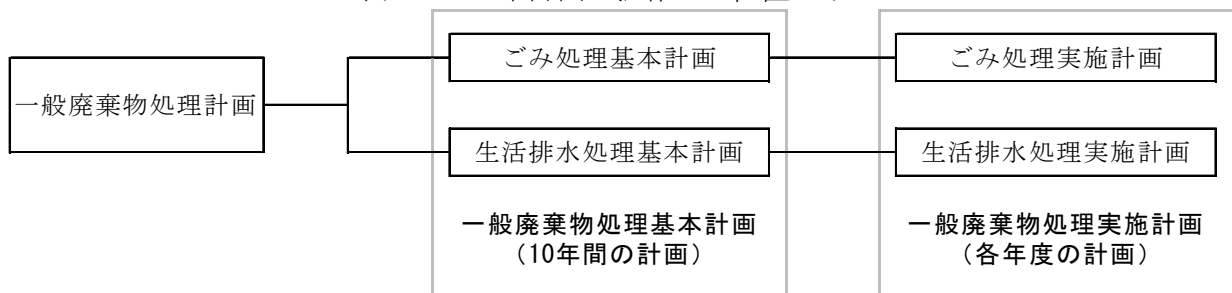 ごみ処理基本計画
ごみ処理実施計画
一般廃棄物処理計画
生活排水処理基本計画
生活排水処理実施計画
一般廃棄物処理基本計画
（10年間の計画）
一般廃棄物処理実施計画
（各年度の計画）